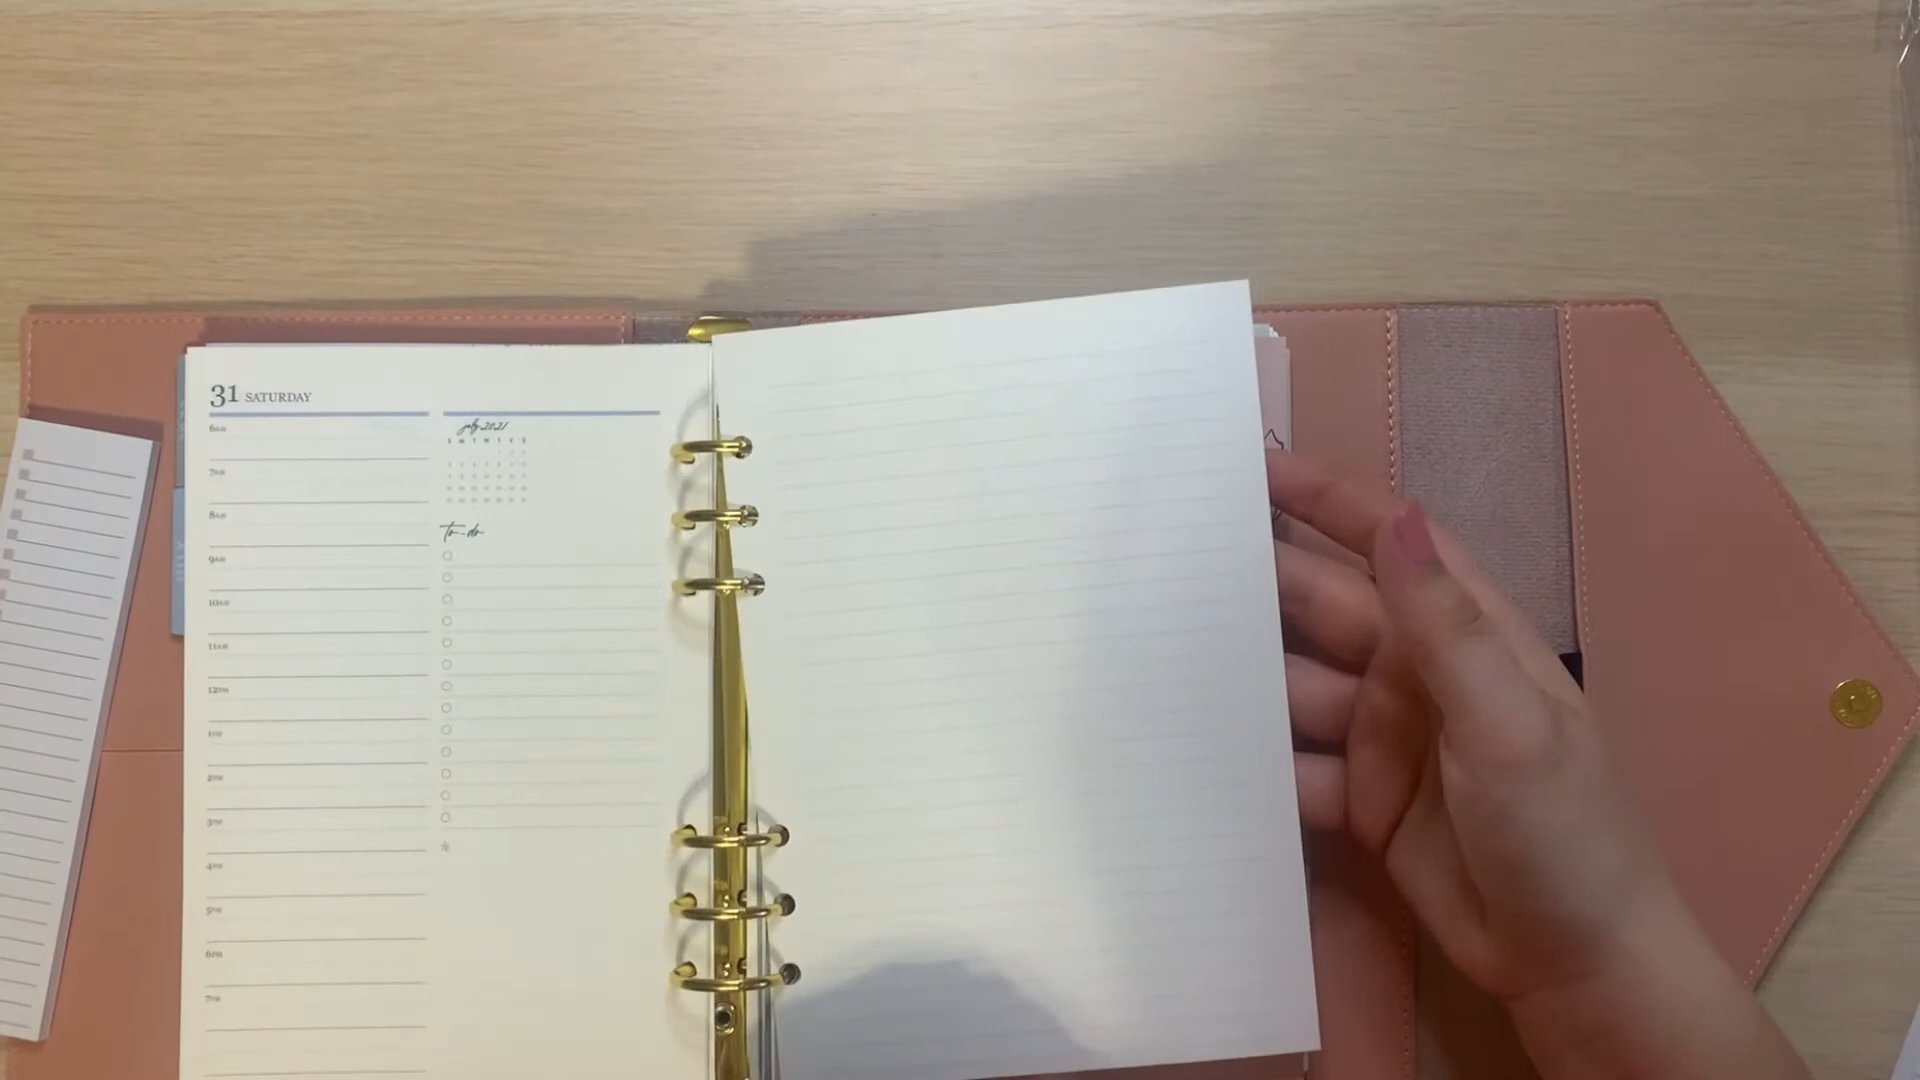 31 SATURDAY
6AM
july 2021
S M T W T F S
7AM
8AM
to-do
9AM
10AM
11AM
12PM
1PM
2PM
3PM
4PM
5PM
6PM
7PM